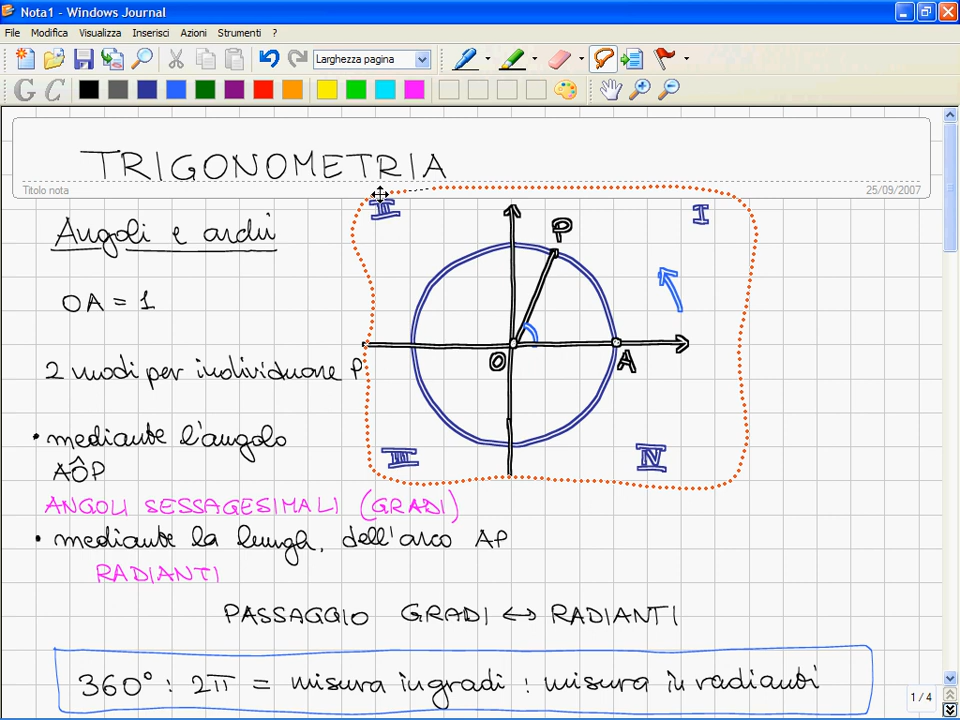 Nota1 - Windows Journal
File Modifica Visualizza Inserisci Azioni Strumenti ?
Larghezza pagina
G C
TRIGONOMETRIA
Titolo nota 25/09/2007
II I
Angoli e archi
P
OA = 1
O A
2 modi per individuare P
• mediante l'angolo
AÔP
III IV
ANGOLI SESSAGESIMALI (GRADI)
• mediante la lungh. dell'arco AP
RADIANTI
PASSAGGIO GRADI ↔ RADIANTI
360° : 2π = misura in gradi : misura in radianti
1 / 4